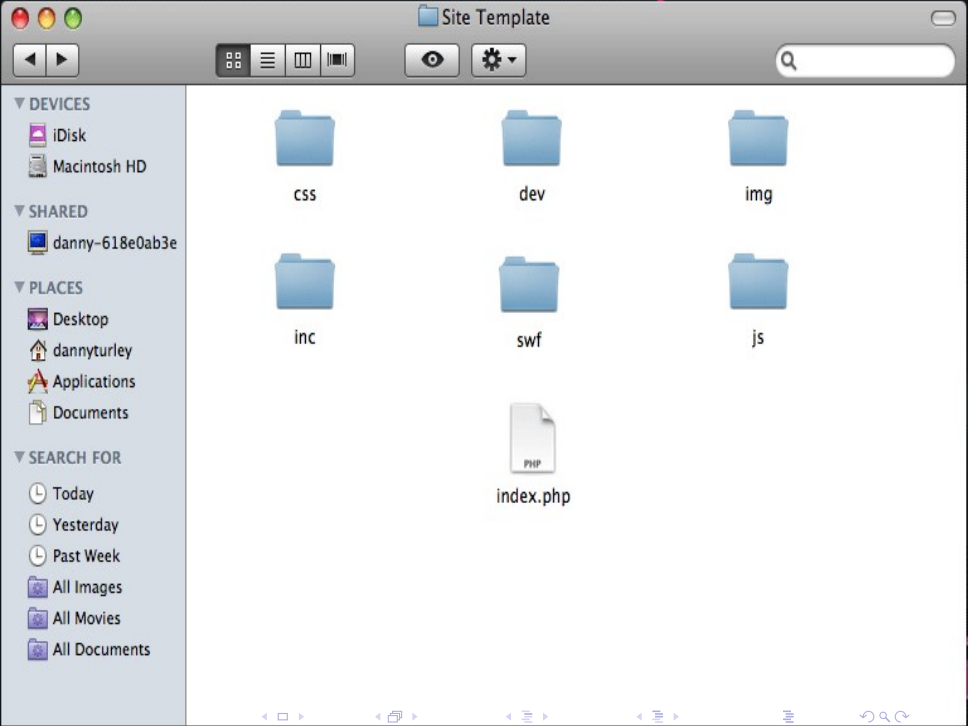 Site Template
DEVICES
iDisk
Macintosh HD
SHARED
danny-618e0ab3e
PLACES
Desktop
dannyturley
Applications
Documents
SEARCH FOR
Today
Yesterday
Past Week
All Images
All Movies
All Documents
css
dev
img
inc
swf
js
PHP
index.php